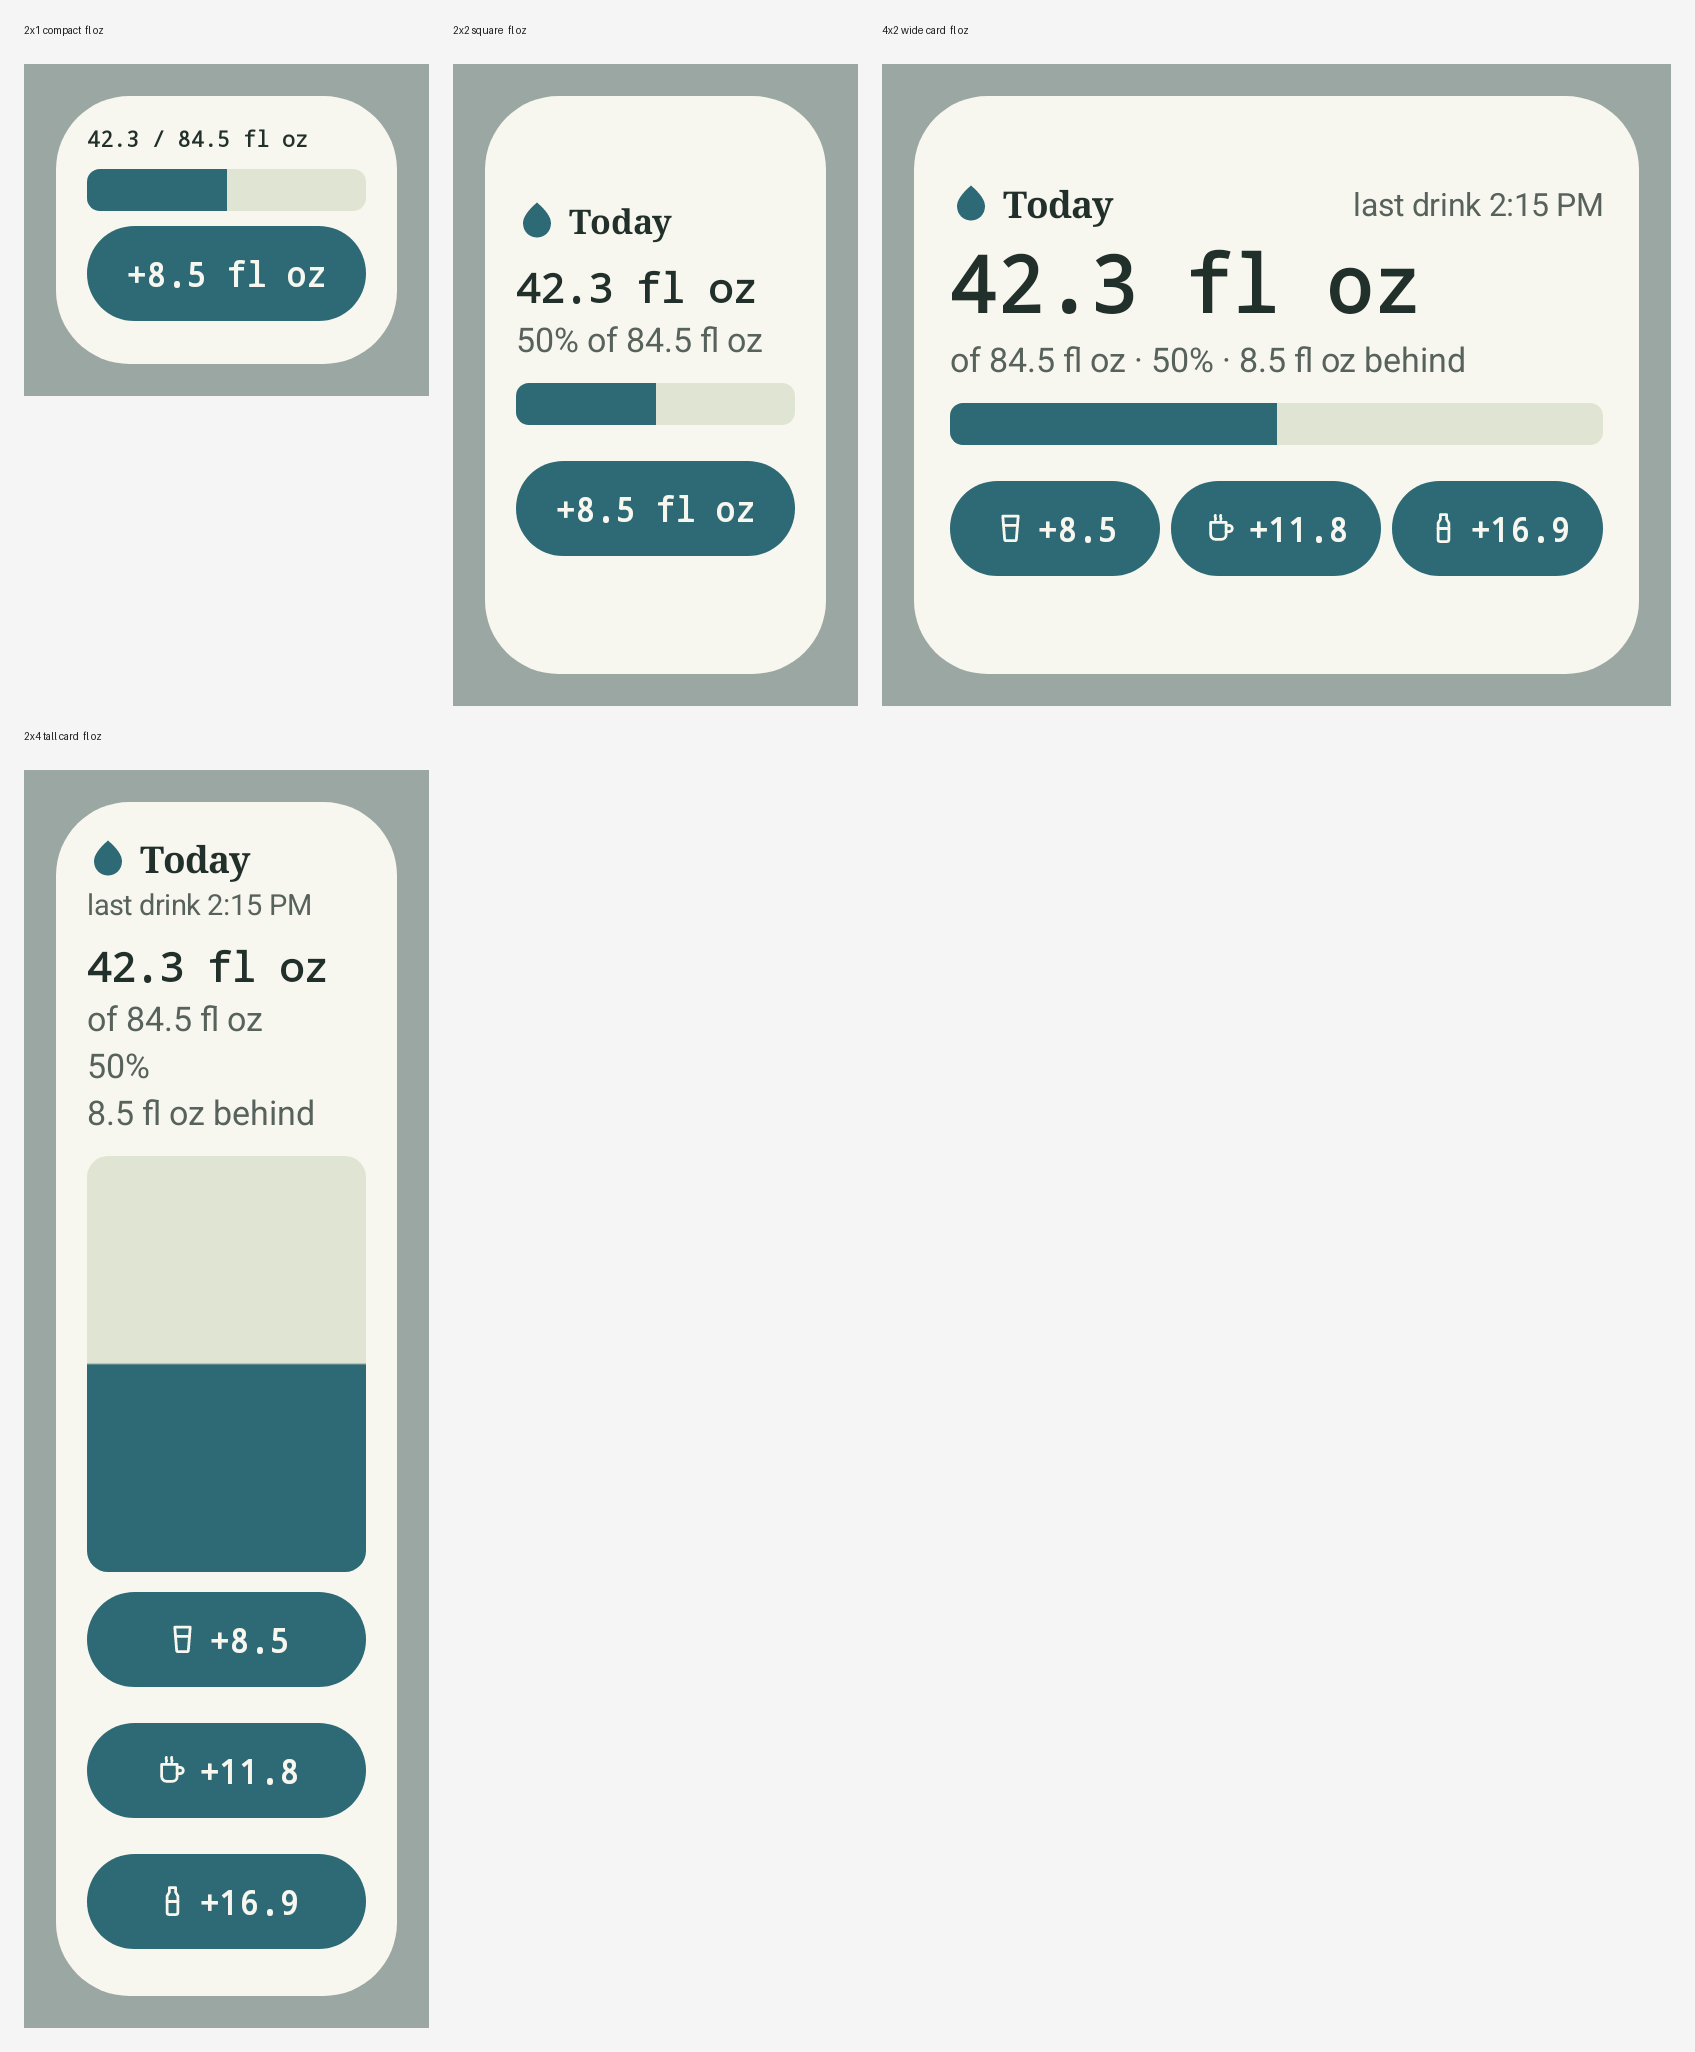 2x1 compact fl oz
42.3 / 84.5 fl oz
+8.5 fl oz
2x2 square fl oz
Today
42.3 fl oz
50% of 84.5 fl oz
+8.5 fl oz
4x2 wide card fl oz
Today
last drink 2:15 PM
42.3 fl oz
of 84.5 fl oz · 50% · 8.5 fl oz behind
+8.5
+11.8
+16.9
2x4 tall card fl oz
Today
last drink 2:15 PM
42.3 fl oz
of 84.5 fl oz
50%
8.5 fl oz behind
+8.5
+11.8
+16.9